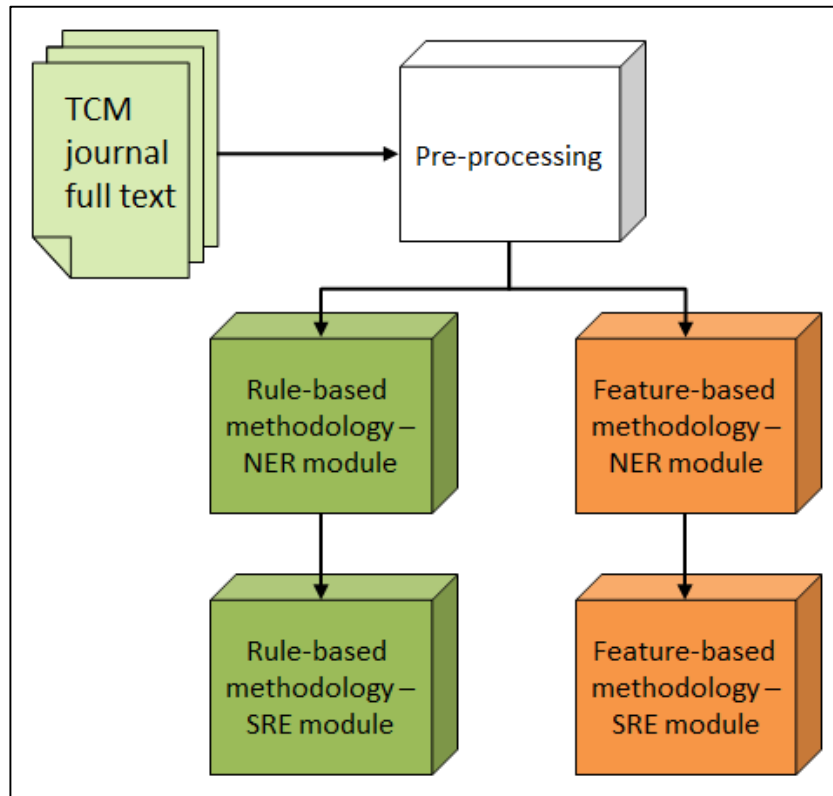 TCM
journal
full text
Pre-processing
Rule-based
methodology –
NER module
Feature-based
methodology –
NER module
Rule-based
methodology –
SRE module
Feature-based
methodology –
SRE module